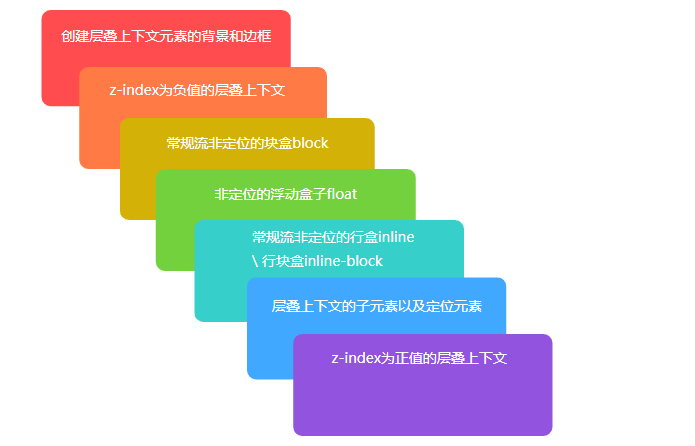 创建层叠上下文元素的背景和边框
z-index为负值的层叠上下文
常规流非定位的块盒block
非定位的浮动盒子float
常规流非定位的行盒inline
\ 行块盒inline-block
层叠上下文的子元素以及定位元素
z-index为正值的层叠上下文